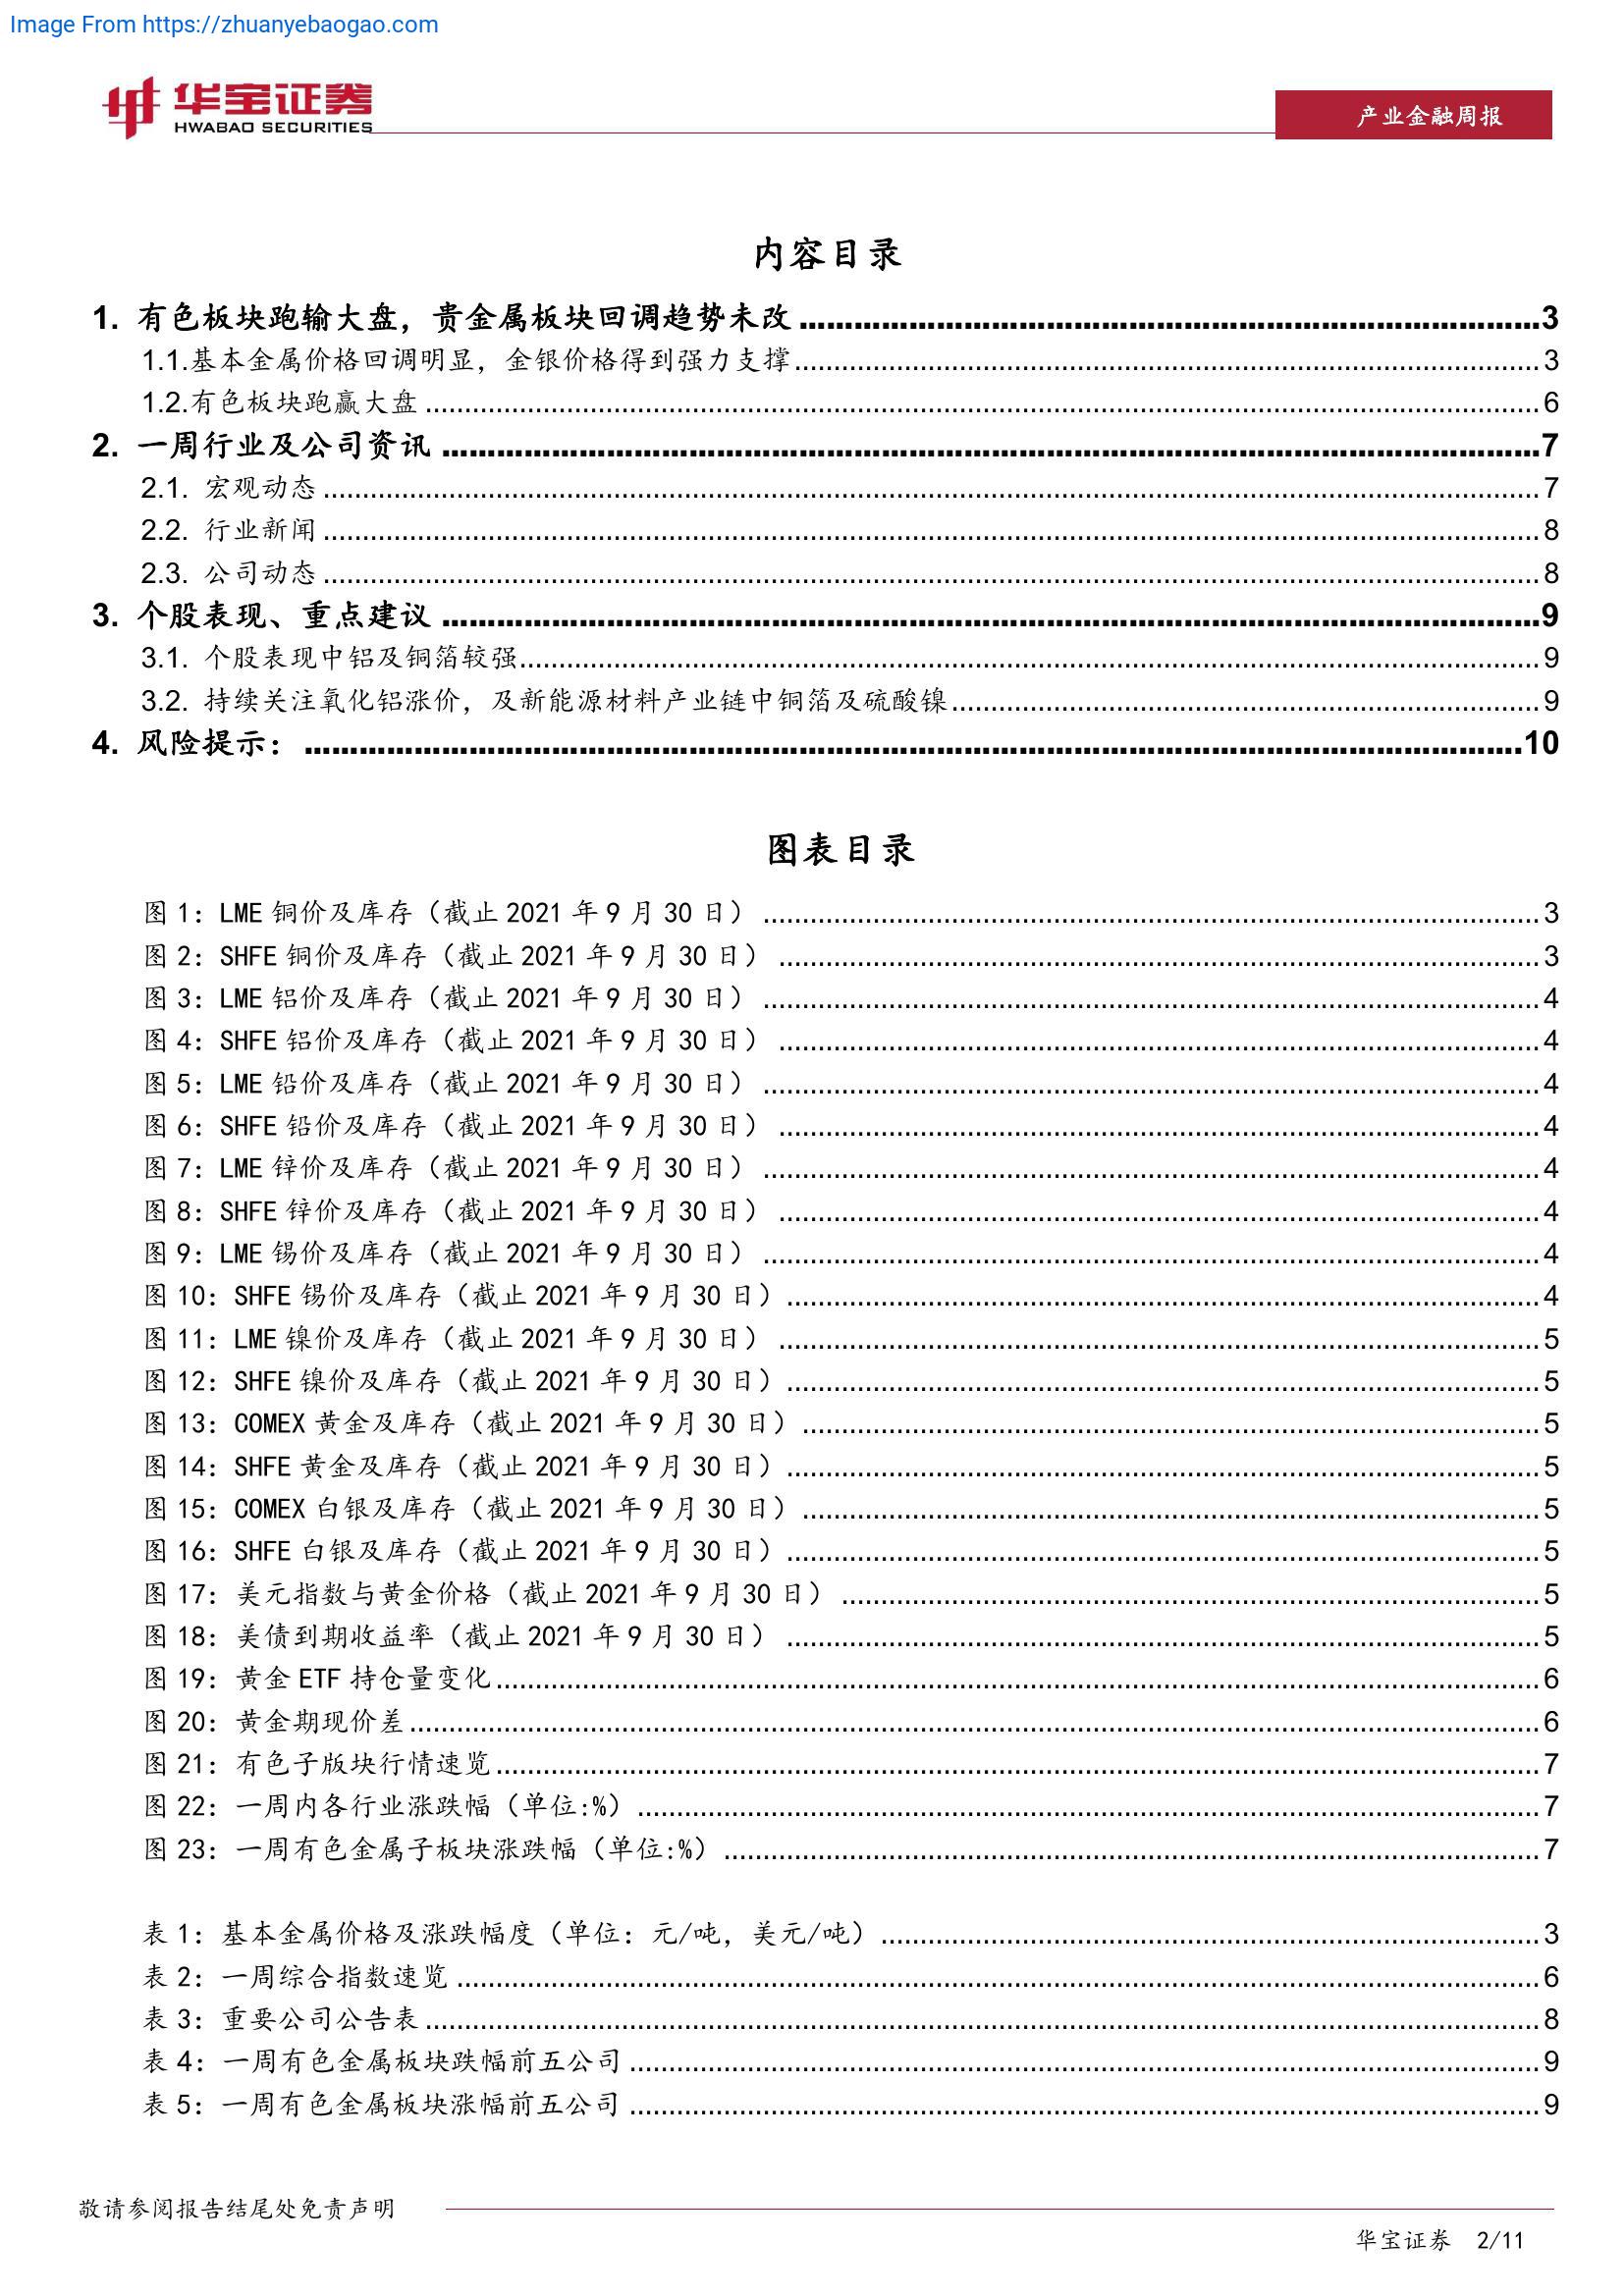 Image From https://zhuanyebaogao.com
华宝证券
HWABAO SECURITIES
产业金融周报
内容目录
1. 有色板块跑输大盘，贵金属板块回调趋势未改 3
1.1.基本金属价格回调明显，金银价格得到强力支撑 3
1.2.有色板块跑赢大盘 6
2. 一周行业及公司资讯 7
2.1. 宏观动态 7
2.2. 行业新闻 8
2.3. 公司动态 8
3. 个股表现、重点建议 9
3.1. 个股表现中铝及铜箔较强 9
3.2. 持续关注氧化铝涨价，及新能源材料产业链中铜箔及硫酸镍 9
4. 风险提示： 10
图表目录
图 1：LME 铜价及库存（截止 2021 年 9 月 30 日） 3
图 2：SHFE 铜价及库存（截止 2021 年 9 月 30 日） 3
图 3：LME 铝价及库存（截止 2021 年 9 月 30 日） 4
图 4：SHFE 铝价及库存（截止 2021 年 9 月 30 日） 4
图 5：LME 铅价及库存（截止 2021 年 9 月 30 日） 4
图 6：SHFE 铅价及库存（截止 2021 年 9 月 30 日） 4
图 7：LME 锌价及库存（截止 2021 年 9 月 30 日） 4
图 8：SHFE 锌价及库存（截止 2021 年 9 月 30 日） 4
图 9：LME 锡价及库存（截止 2021 年 9 月 30 日） 4
图 10：SHFE 锡价及库存（截止 2021 年 9 月 30 日） 4
图 11：LME 镍价及库存（截止 2021 年 9 月 30 日） 5
图 12：SHFE 镍价及库存（截止 2021 年 9 月 30 日） 5
图 13：COMEX 黄金及库存（截止 2021 年 9 月 30 日） 5
图 14：SHFE 黄金及库存（截止 2021 年 9 月 30 日） 5
图 15：COMEX 白银及库存（截止 2021 年 9 月 30 日） 5
图 16：SHFE 白银及库存（截止 2021 年 9 月 30 日） 5
图 17：美元指数与黄金价格（截止 2021 年 9 月 30 日） 5
图 18：美债到期收益率（截止 2021 年 9 月 30 日） 5
图 19：黄金 ETF 持仓量变化 6
图 20：黄金期现价差 6
图 21：有色子版块行情速览 7
图 22：一周内各行业涨跌幅（单位:%） 7
图 23：一周有色金属子板块涨跌幅（单位:%） 7
表 1：基本金属价格及涨跌幅度（单位：元/吨，美元/吨） 3
表 2：一周综合指数速览 6
表 3：重要公司公告表 8
表 4：一周有色金属板块跌幅前五公司 9
表 5：一周有色金属板块涨幅前五公司 9
敬请参阅报告结尾处免责声明
华宝证券 2/11